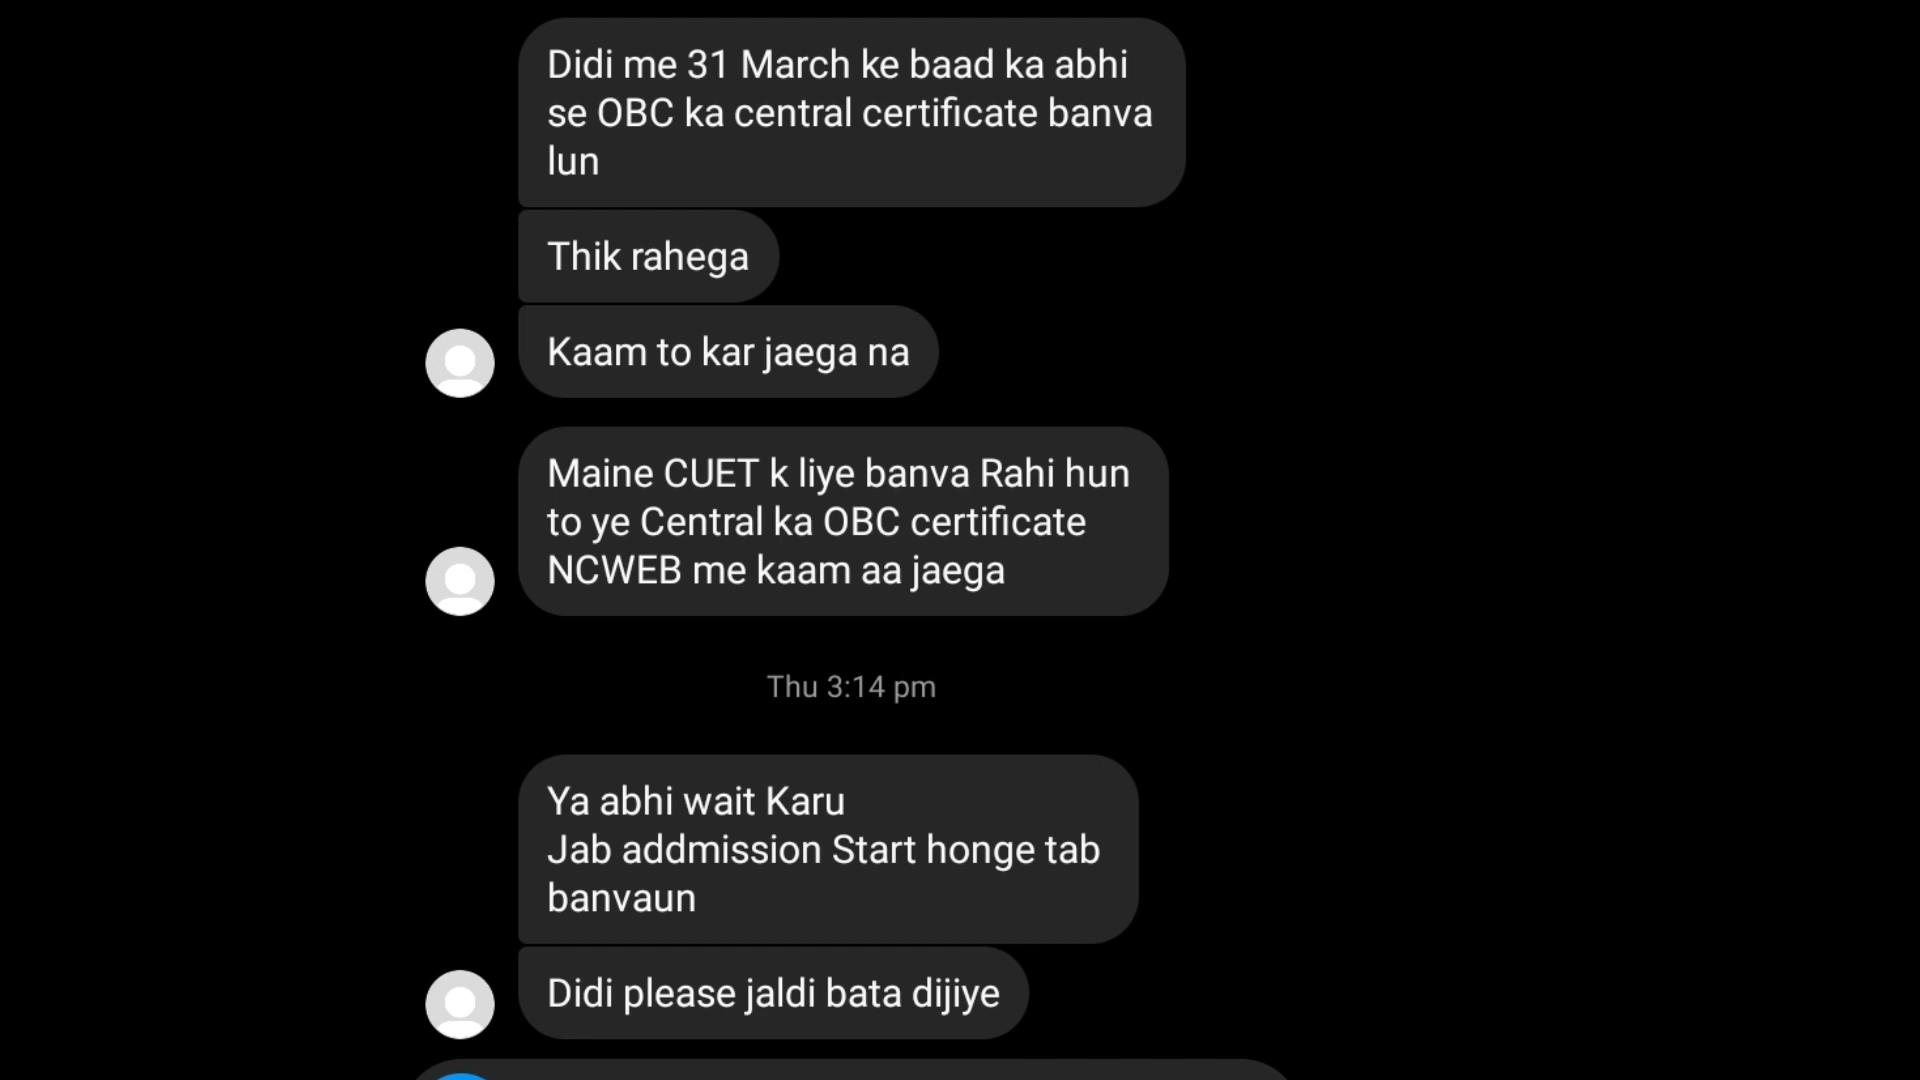 Didi me 31 March ke baad ka abhi
se OBC ka central certificate banva
lun
Thik rahega
Kaam to kar jaega na
Maine CUET k liye banva Rahi hun
to ye Central ka OBC certificate
NCWEB me kaam aa jaega
Thu 3:14 pm
Ya abhi wait Karu
Jab addmission Start honge tab
banvaun
Didi please jaldi bata dijiye